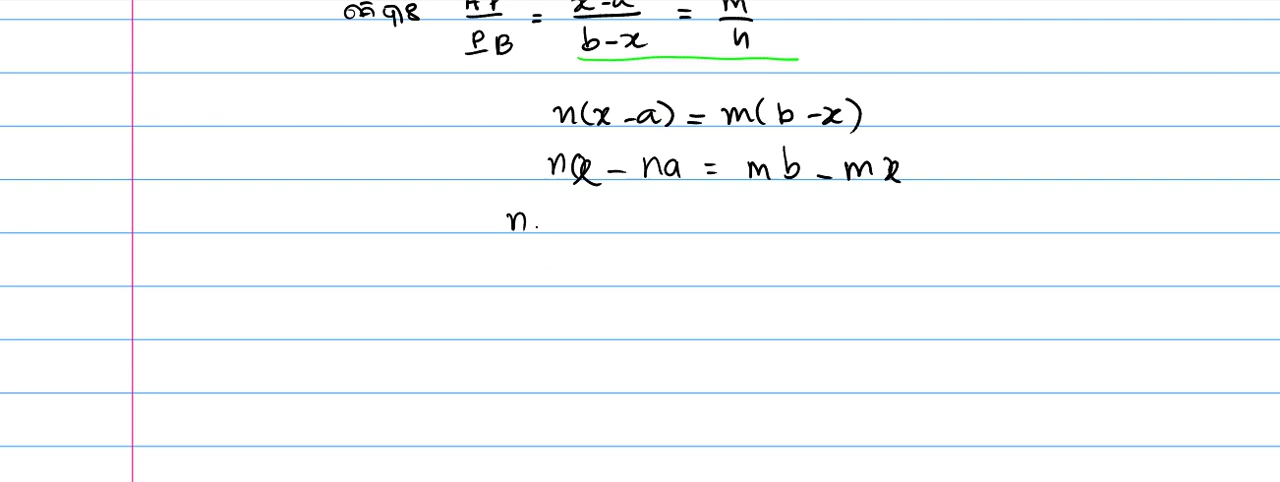 AP/PB = x-a/b-x = m/n
n(x-a) = m(b-x)
nx - na = mb - mx
n.